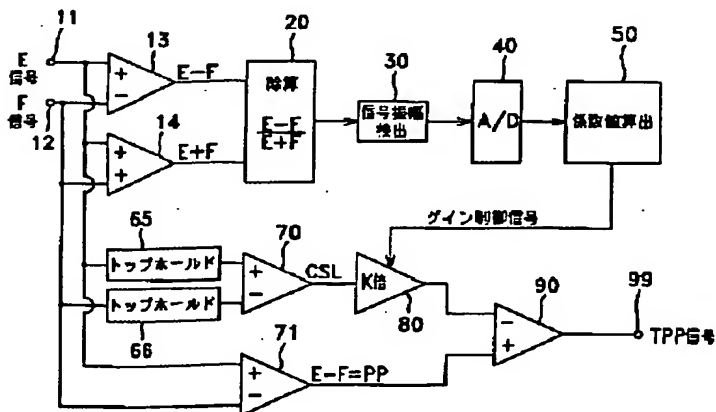 11
E
信号
F
信号
12
13
+
−
E−F
14
+
+
E+F
20
除算
E−F
E+F
30
信号振幅
検出
40
A/D
50
係数値算出
ゲイン制御信号
65
トップホールド
トップホールド
66
70
+
−
CSL
K倍
80
71
+
−
E−F=PP
90
−
+
99
TPP信号